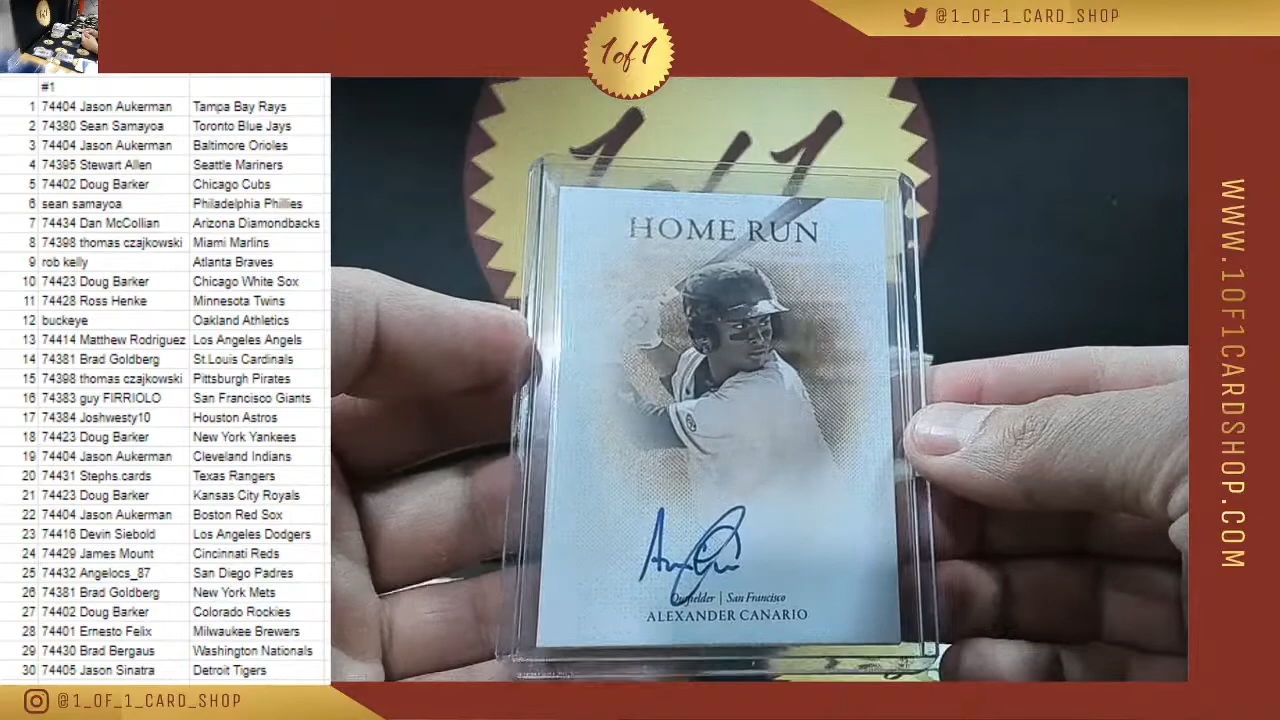 1 of 1
@1_OF_1_CARD_SHOP
#1
1 74404 Jason Aukerman Tampa Bay Rays
2 74380 Sean Samayoa Toronto Blue Jays
3 74404 Jason Aukerman Baltimore Orioles
4 74395 Stewart Allen Seattle Mariners
5 74402 Doug Barker Chicago Cubs
6 sean samayoa Philadelphia Phillies
7 74434 Dan McCollian Arizona Diamondbacks
8 74398 thomas czajkowski Miami Marlins
9 rob kelly Atlanta Braves
10 74423 Doug Barker Chicago White Sox
11 74428 Ross Henke Minnesota Twins
12 buckeye Oakland Athletics
13 74414 Matthew Rodriguez Los Angeles Angels
14 74381 Brad Goldberg St.Louis Cardinals
15 74398 thomas czajkowski Pittsburgh Pirates
16 74383 guy FIRRIOLO San Francisco Giants
17 74384 Joshwesty10 Houston Astros
18 74423 Doug Barker New York Yankees
19 74404 Jason Aukerman Cleveland Indians
20 74431 Stephs.cards Texas Rangers
21 74423 Doug Barker Kansas City Royals
22 74404 Jason Aukerman Boston Red Sox
23 74416 Devin Siebold Los Angeles Dodgers
24 74429 James Mount Cincinnati Reds
25 74432 Angelocs_87 San Diego Padres
26 74381 Brad Goldberg New York Mets
27 74402 Doug Barker Colorado Rockies
28 74401 Ernesto Felix Milwaukee Brewers
29 74430 Brad Bergaus Washington Nationals
30 74405 Jason Sinatra Detroit Tigers
1 of 1
HOME RUN
Outfielder | San Francisco
ALEXANDER CANARIO
WWW.1OF1CARDSHOP.COM
@1_OF_1_CARD_SHOP